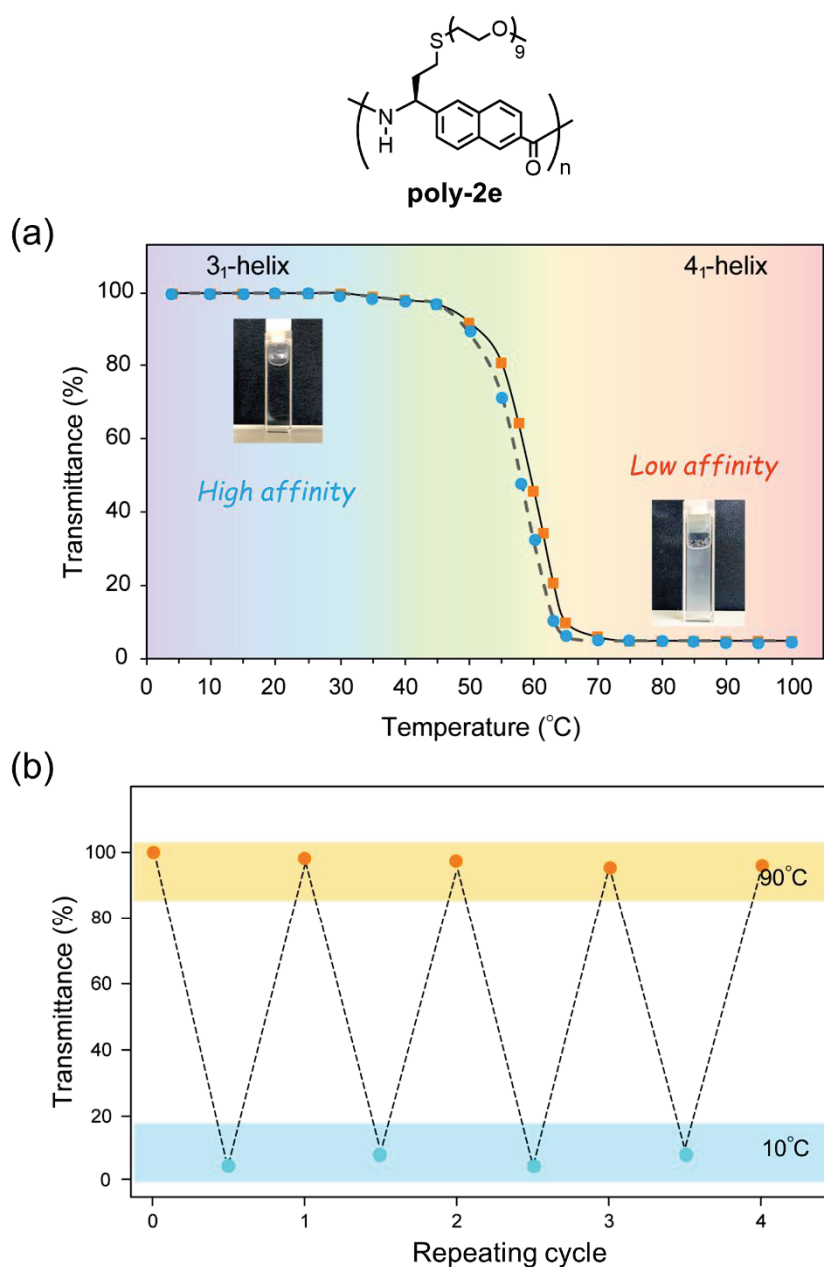 S
O
9
N
H
O
n
poly-2e
(a)
3₁-helix
4₁-helix
100
80
60
40
20
0
High affinity
Low affinity
Transmittance (%)
0 10 20 30 40 50 60 70 80 90 100
Temperature (°C)
(b)
100
80
60
40
20
0
90°C
10°C
Transmittance (%)
0 1 2 3 4
Repeating cycle